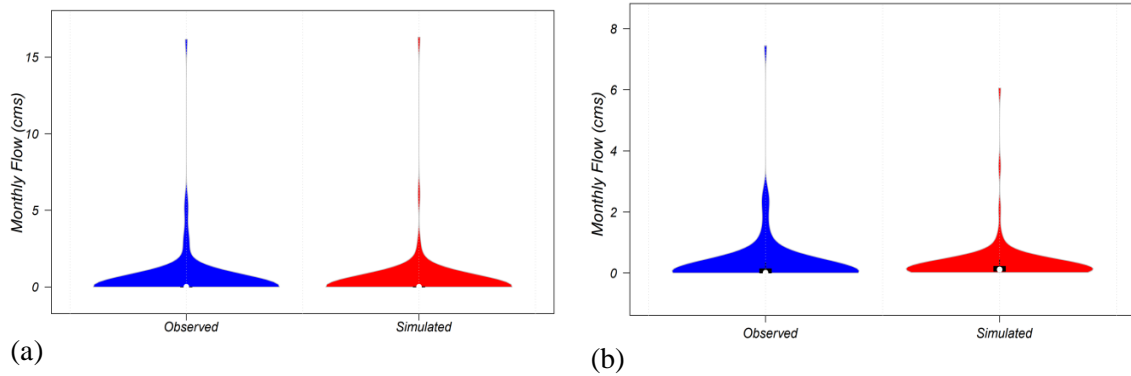 Monthly Flow (cms)
15
10
5
0
Observed
Simulated
(a)
Monthly Flow (cms)
8
6
4
2
0
Observed
Simulated
(b)